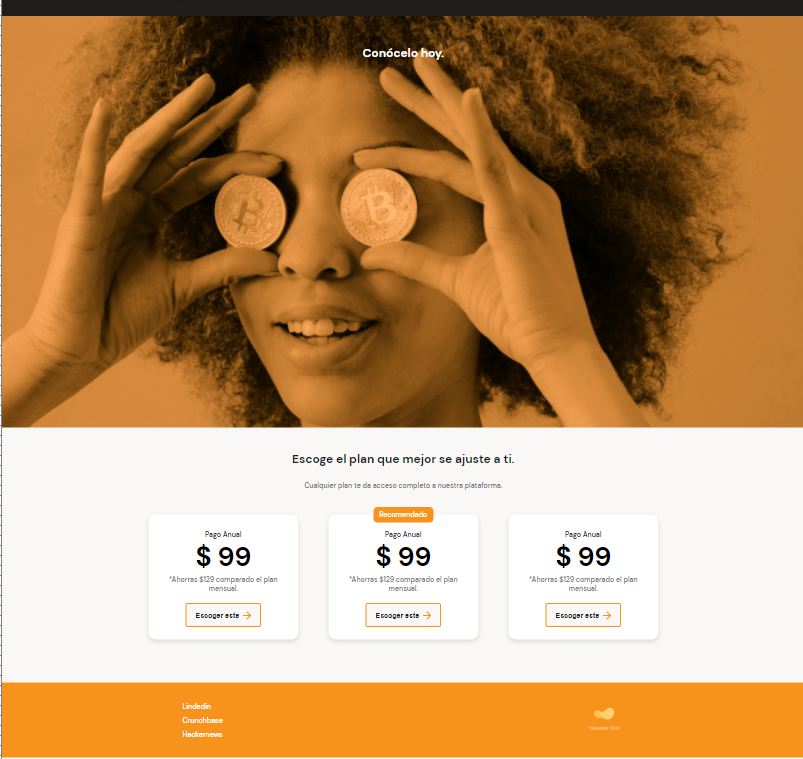 Conócelo hoy.
Escoge el plan que mejor se ajuste a ti.
Cualquier plan te da acceso completo a nuestra plataforma.
Pago Anual
$ 99
*Ahorras $129 comparado el plan
mensual.
Escoger este →
Recomendado
Pago Anual
$ 99
*Ahorras $129 comparado el plan
mensual.
Escoger este →
Pago Anual
$ 99
*Ahorras $129 comparado el plan
mensual.
Escoger este →
Lindedin
Crunchbase
Hackernews